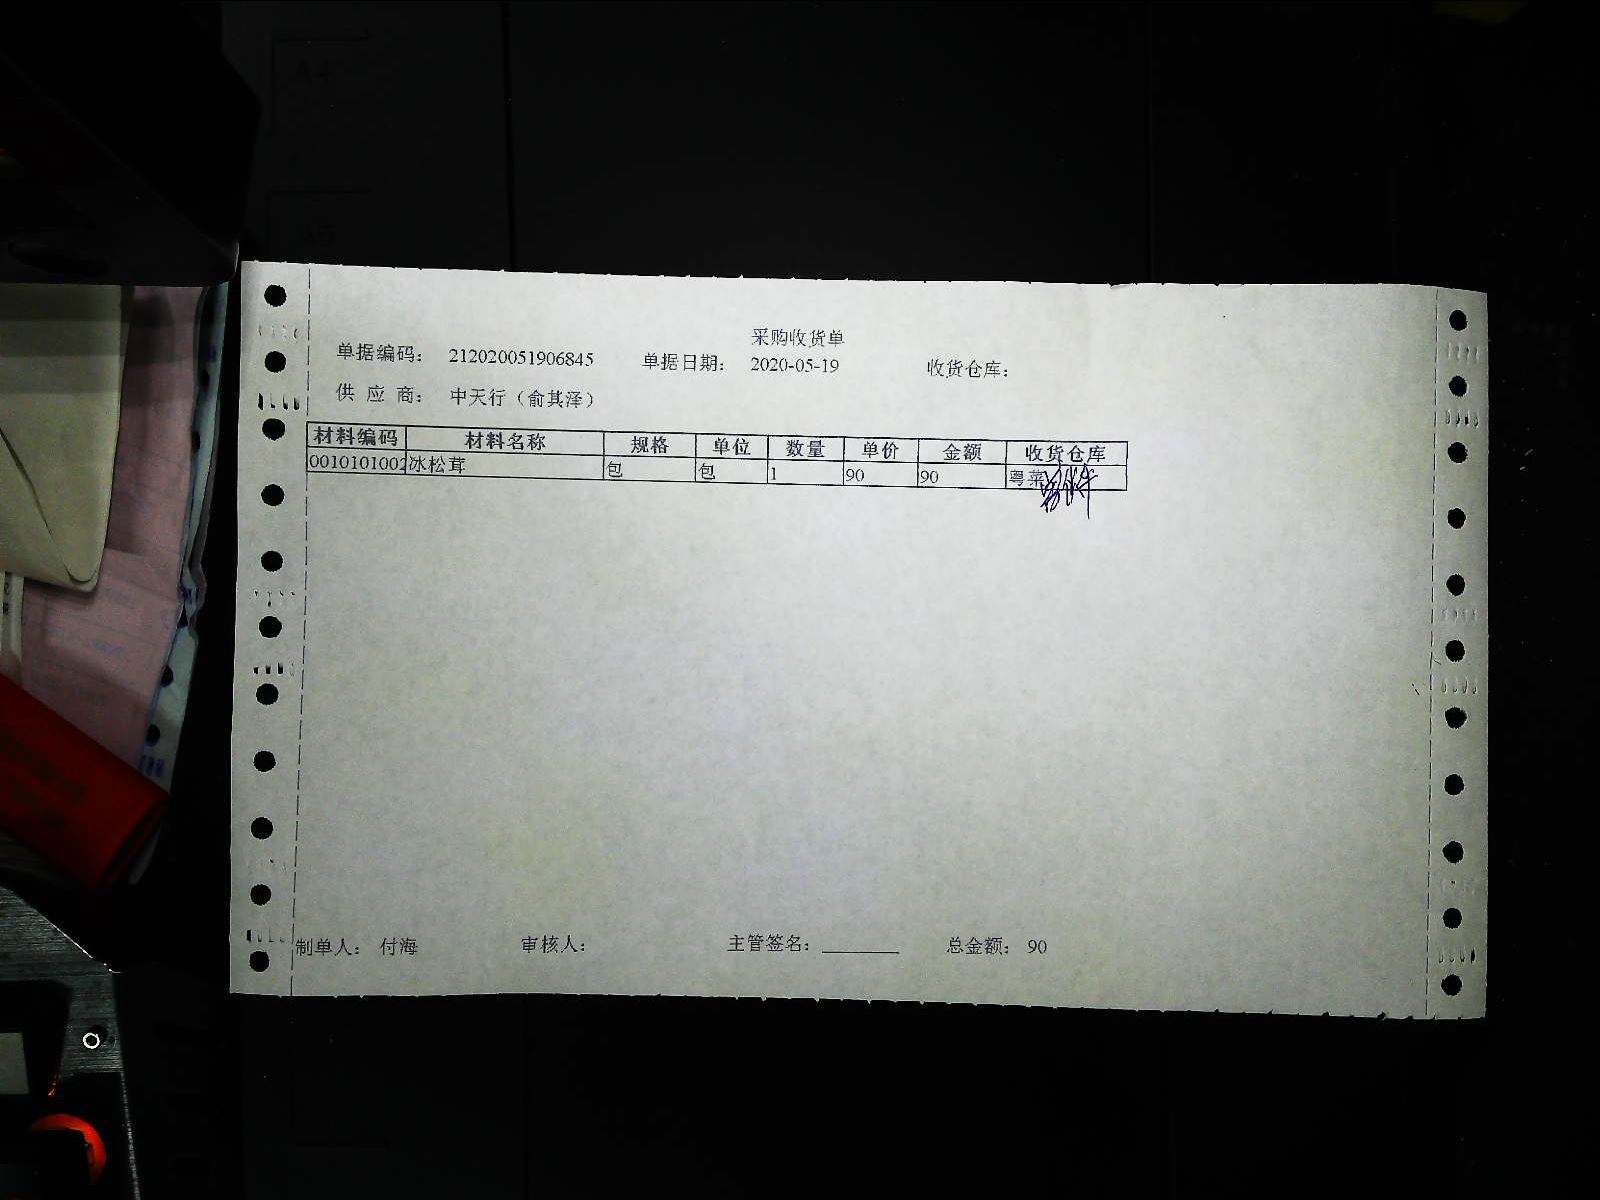 采购收货单
单据编码： 212020051906845 单据日期： 2020-05-19 收货仓库：
供 应 商： 中天行（俞其泽）
材料编码 材料名称 规格 单位 数量 单价 金额 收货仓库
0010101002 冰松茸 包 包 1 90 90 粤菜
制单人： 付海 审核人： 主管签名： 总金额： 90